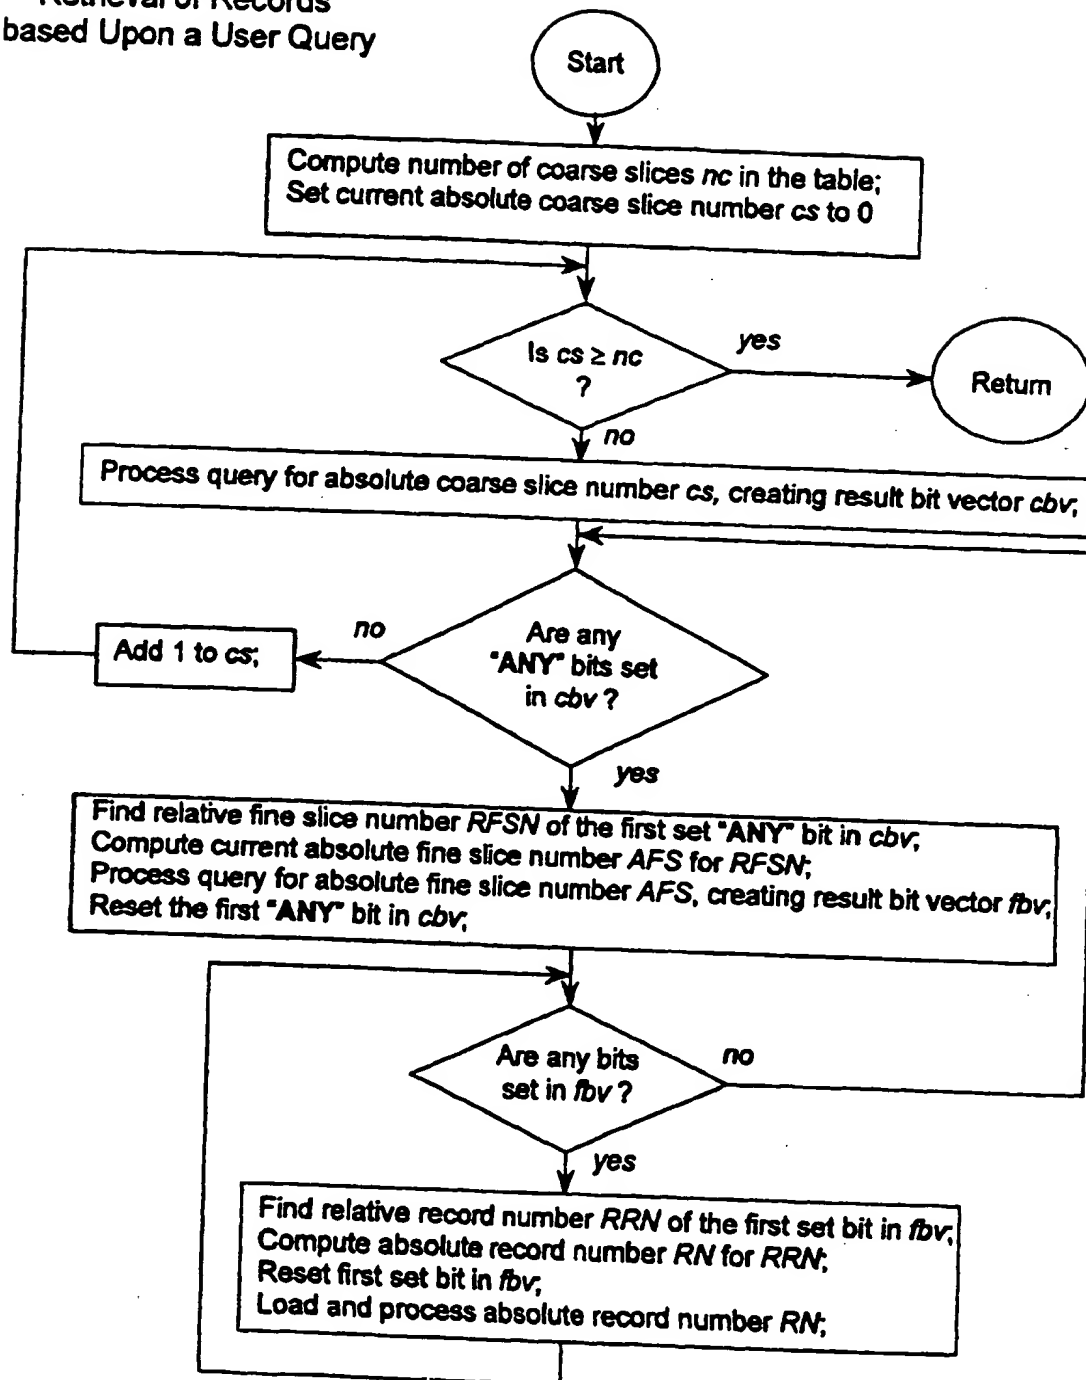 Retrieval of Records
based Upon a User Query
Start
Compute number of coarse slices nc in the table;
Set current absolute coarse slice number cs to 0
Is cs ≥ nc
?
yes
Return
no
Process query for absolute coarse slice number cs, creating result bit vector cbv;
Are any
"ANY" bits set
in cbv ?
no
Add 1 to cs;
yes
Find relative fine slice number RFSN of the first set "ANY" bit in cbv;
Compute current absolute fine slice number AFS for RFSN;
Process query for absolute fine slice number AFS, creating result bit vector fbv;
Reset the first "ANY" bit in cbv;
Are any bits
set in fbv ?
no
yes
Find relative record number RRN of the first set bit in fbv;
Compute absolute record number RN for RRN;
Reset first set bit in fbv;
Load and process absolute record number RN;